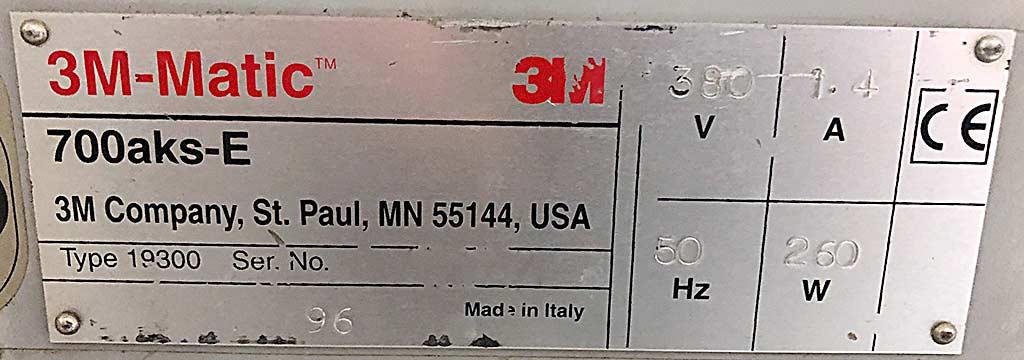 3M-Matic™
3M
700aks-E
3M Company, St. Paul, MN 55144, USA
Type 19300 Ser. No.
96
Made in Italy
380
V
1.4
A
CE
50
Hz
260
W